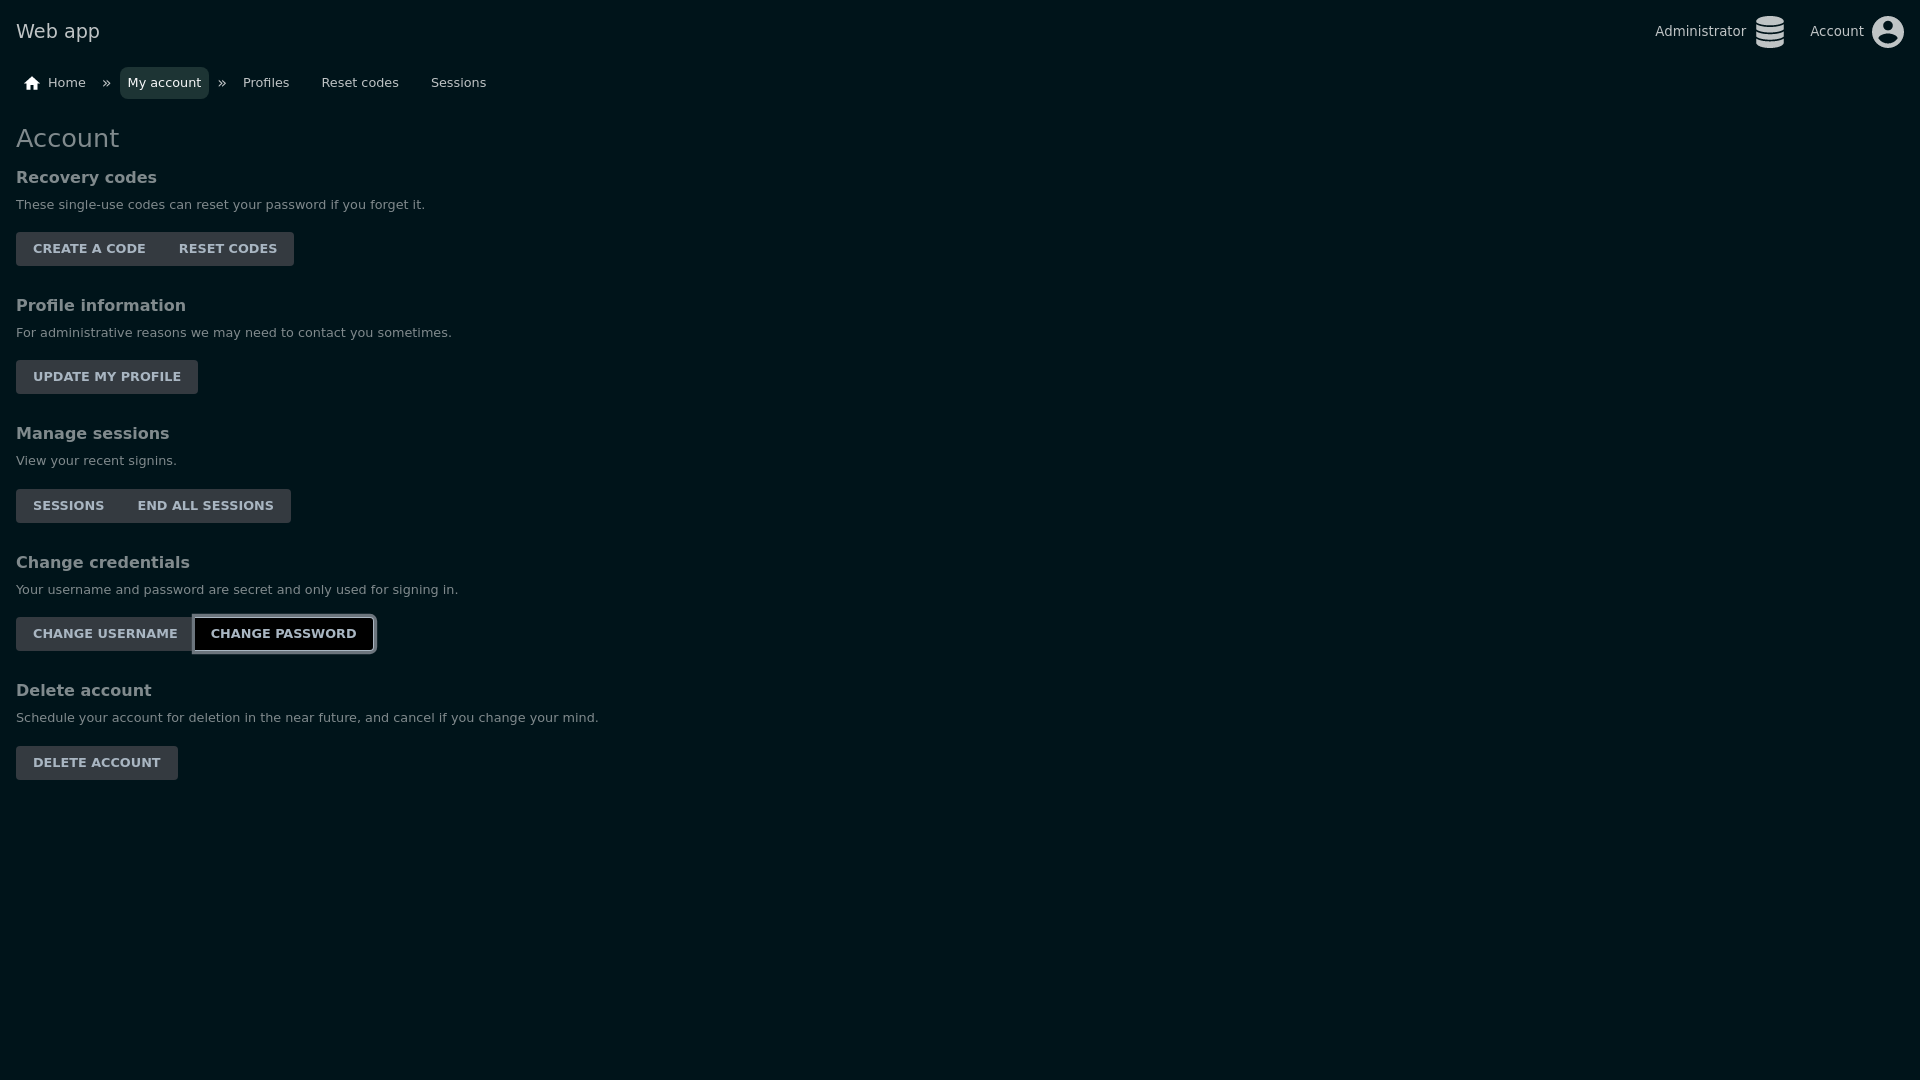 Web app
Administrator
Account
Home » My account » Profiles Reset codes Sessions
Account
Recovery codes
These single-use codes can reset your password if you forget it.
CREATE A CODE RESET CODES
Profile information
For administrative reasons we may need to contact you sometimes.
UPDATE MY PROFILE
Manage sessions
View your recent signins.
SESSIONS END ALL SESSIONS
Change credentials
Your username and password are secret and only used for signing in.
CHANGE USERNAME CHANGE PASSWORD
Delete account
Schedule your account for deletion in the near future, and cancel if you change your mind.
DELETE ACCOUNT